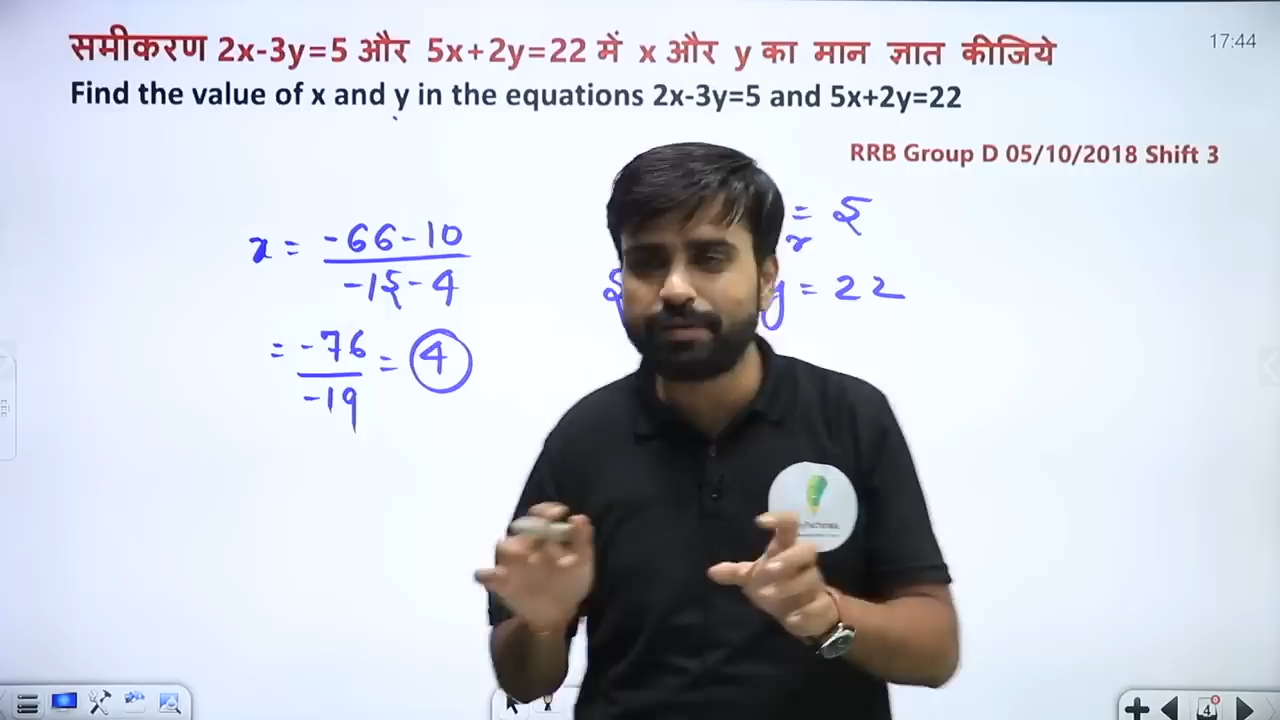 समीकरण 2x-3y=5 और 5x+2y=22 में x और y का मान ज्ञात कीजिये
17:44
Find the value of x and y in the equations 2x-3y=5 and 5x+2y=22
RRB Group D 05/10/2018 Shift 3
x = -66-10
-15-4
= -76
-19
= 4
= 5
y = 22
4